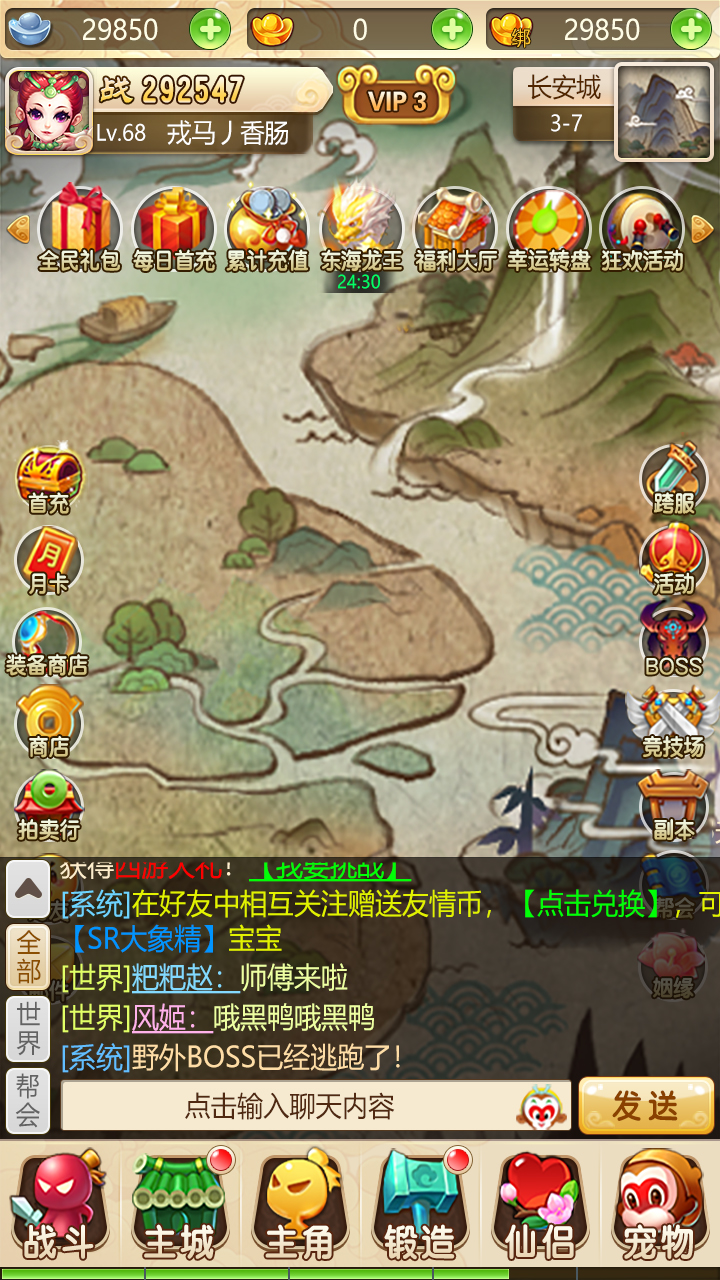 29850 0 绑 29850
战 292547 VIP 3 长安城
Lv.68 戎马丿香肠 3-7
全民礼包 每日首充 累计充值 东海龙王 福利大厅 幸运转盘 狂欢活动
24:30
首充 跨服
月
月卡 活动
装备商店 BOSS
商店 竞技场
拍卖行 副本
获得西游大礼！【我要挑战】
[系统]在好友中相互关注赠送友情币，【点击兑换】，可
【SR大象精】宝宝
[世界]粑粑赵：师傅来啦
[世界]风姬：哦黑鸭哦黑鸭
[系统]野外BOSS已经逃跑了！
全部
世界
帮会
帮会
姻缘
点击输入聊天内容 发送
战斗 主城 主角 锻造 仙侣 宠物